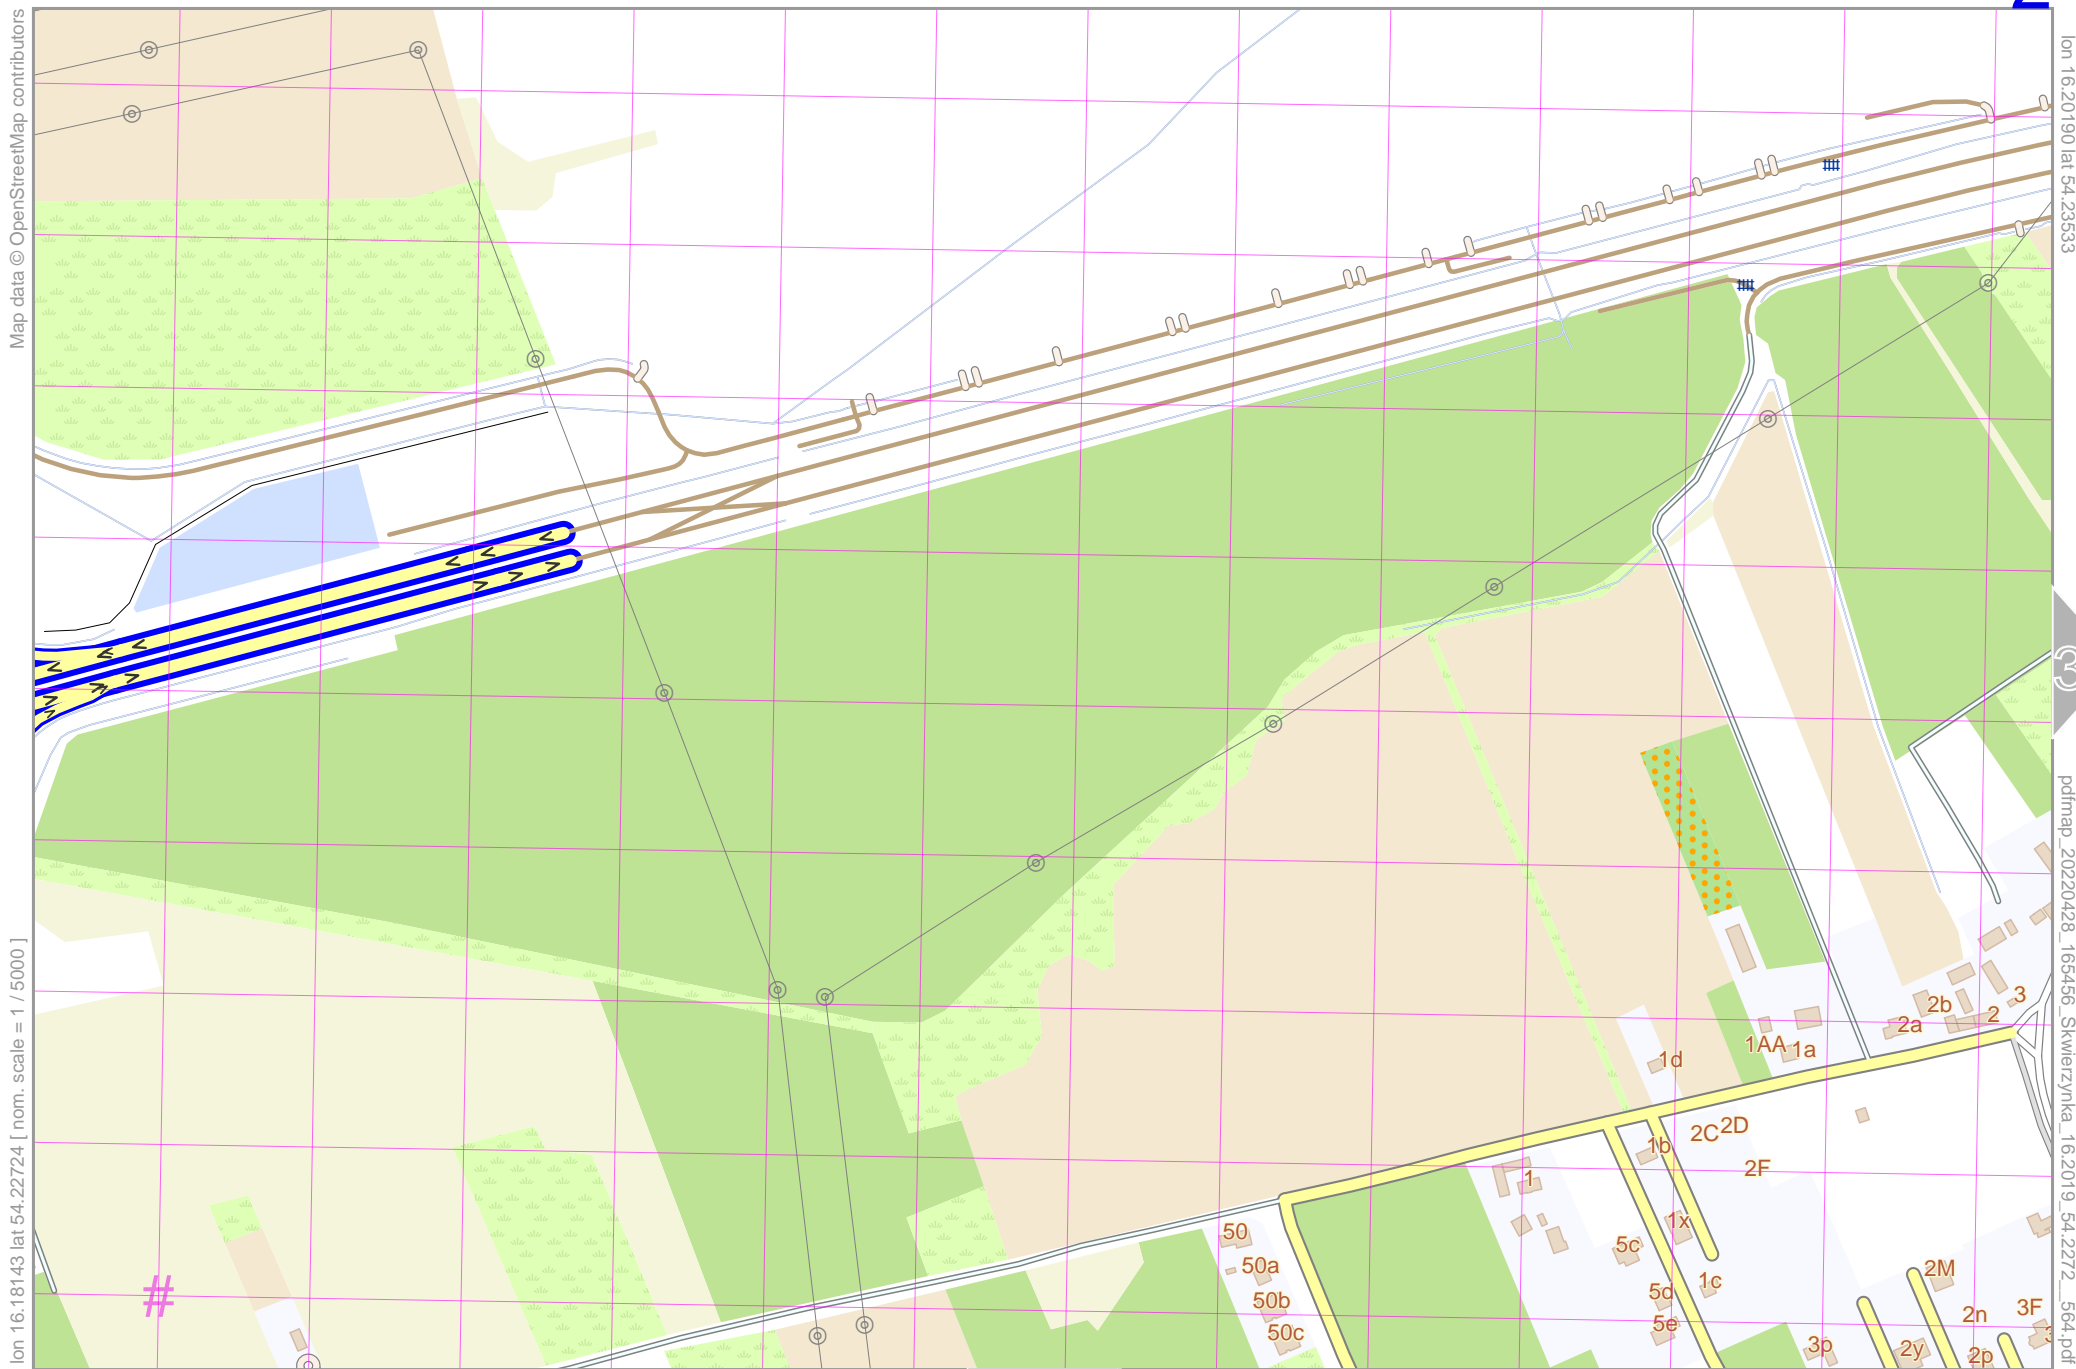 Map data © OpenStreetMap contributors
lon 16.18143 lat 54.22724 [ nom. scale = 1 / 5000 ]
lon 16.20190 lat 54.23533
3
pdfmap_20220428_165456_Skwierzynka_16.2019_54.2272__564.pdf
3
2b
2
2a
1AA
1a
1d
2D
2C
1b
2F
1
1x
50
5c
50a
2M
1c
5d
50b
3F
2n
5e
50c
3p
2y
2p
#